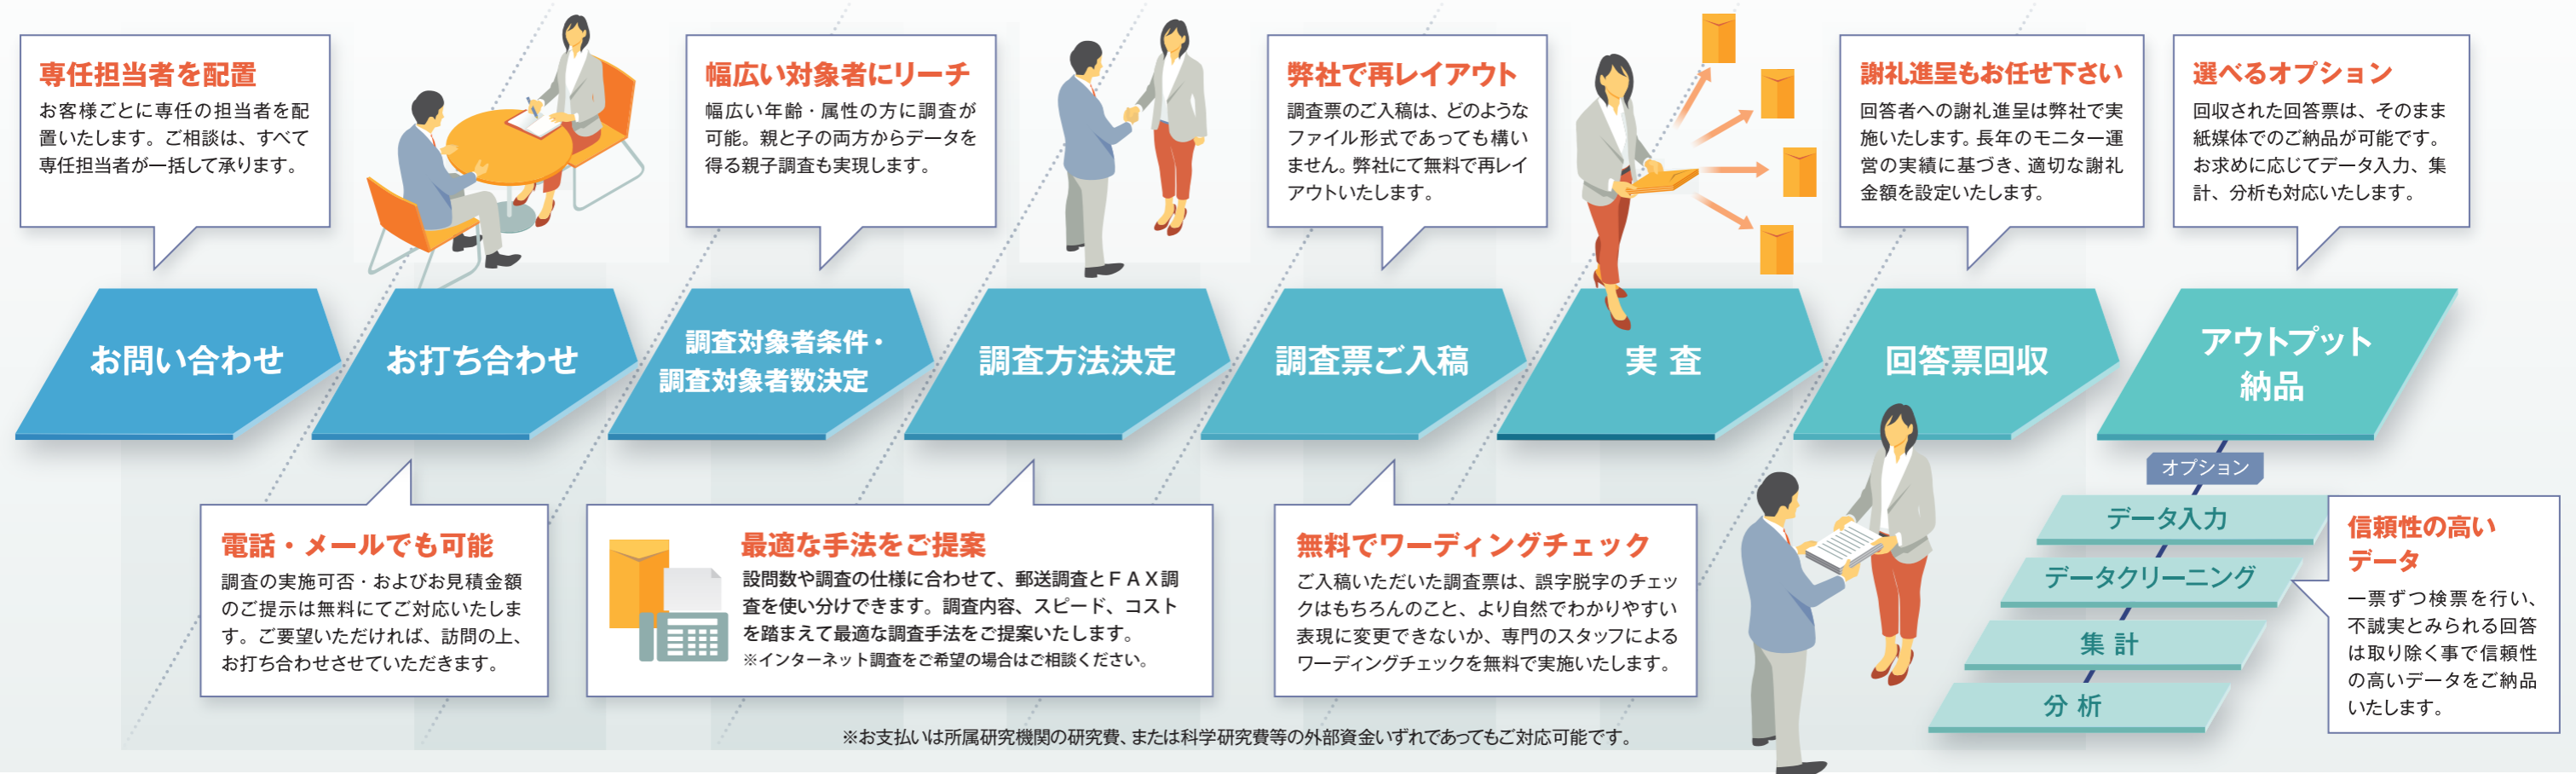 専任担当者を配置
お客様ごとに専任の担当者を配
置いたします。ご相談は、すべて
専任担当者が一括して承ります。
幅広い対象者にリーチ
幅広い年齢・属性の方に調査が
可能。親と子の両方からデータを
得る親子調査も実現します。
弊社で再レイアウト
調査票のご入稿は、どのような
ファイル形式であっても構い
ません。弊社にて無料で再レイ
アウトいたします。
謝礼進呈もお任せ下さい
回答者への謝礼進呈は弊社で実
施いたします。長年のモニター運
営の実績に基づき、適切な謝礼
金額を設定いたします。
選べるオプション
回収された回答票は、そのまま
紙媒体でのご納品が可能です。
お求めに応じてデータ入力、集
計、分析も対応いたします。
お問い合わせ
お打ち合わせ
調査対象者条件・
調査対象者数決定
調査方法決定
調査票ご入稿
実 査
回答票回収
アウトプット
納品
電話・メールでも可能
調査の実施可否・およびお見積金額
のご提示は無料にてご対応いたしま
す。ご要望いただければ、訪問の上、
お打ち合わせさせていただきます。
最適な手法をご提案
設問数や調査の仕様に合わせて、郵送調査とＦＡＸ調
査を使い分けできます。調査内容、スピード、コスト
を踏まえて最適な調査手法をご提案いたします。
※インターネット調査をご希望の場合はご相談ください。
無料でワーディングチェック
ご入稿いただいた調査票は、誤字脱字のチェッ
クはもちろんのこと、より自然でわかりやすい
表現に変更できないか、専門のスタッフによる
ワーディングチェックを無料で実施いたします。
オプション
データ入力
データクリーニング
集 計
分 析
信頼性の高い
データ
一票ずつ検票を行い、
不誠実とみられる回答
は取り除く事で信頼性
の高いデータをご納品
いたします。
※お支払いは所属研究機関の研究費、または科学研究費等の外部資金いずれであってもご対応可能です。